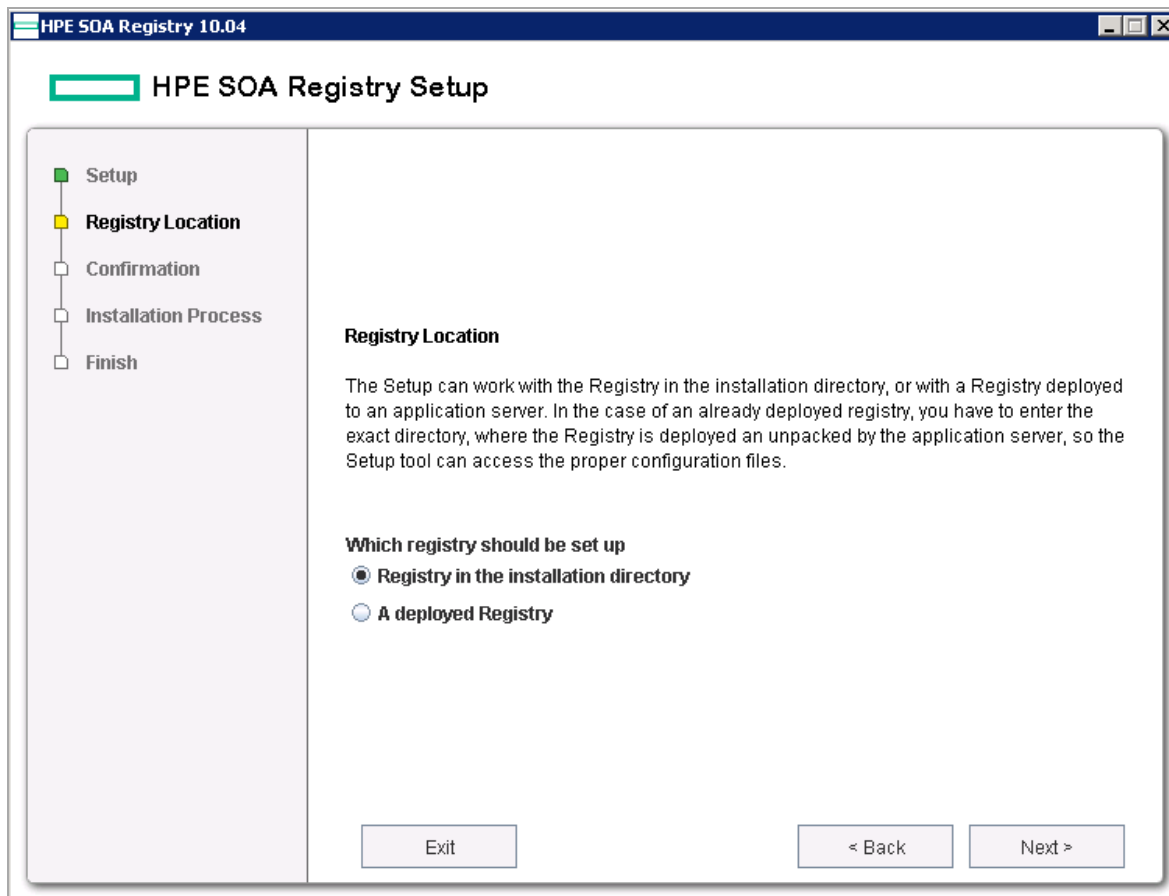 HPE SOA Registry 10.04
HPE SOA Registry Setup
Setup
Registry Location
Confirmation
Installation Process
Finish
Registry Location
The Setup can work with the Registry in the installation directory, or with a Registry deployed
to an application server. In the case of an already deployed registry, you have to enter the
exact directory, where the Registry is deployed an unpacked by the application server, so the
Setup tool can access the proper configuration files.
Which registry should be set up
Registry in the installation directory
A deployed Registry
Exit
< Back
Next >